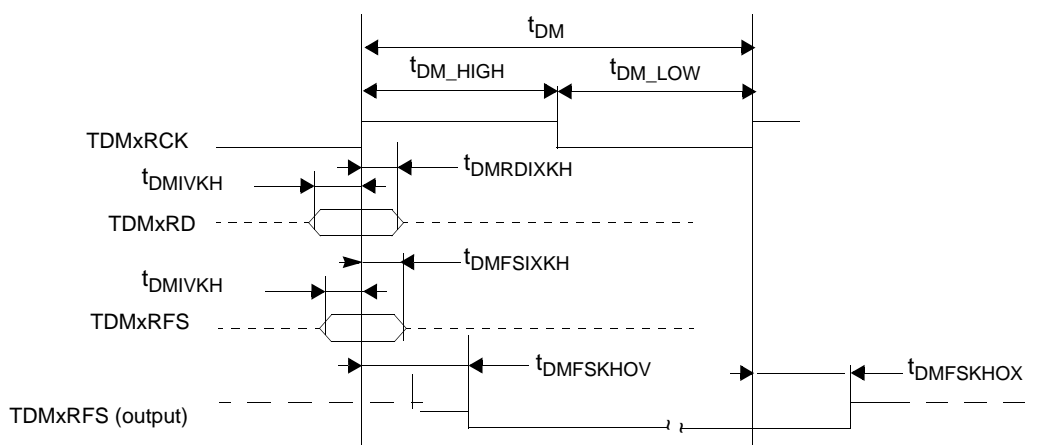 tDM
tDM_HIGH
tDM_LOW
TDMxRCK
tDMRDIXKH
tDMIVKH
TDMxRD
tDMFSIXKH
tDMIVKH
TDMxRFS
tDMFSKHOV
tDMFSKHOX
TDMxRFS (output)